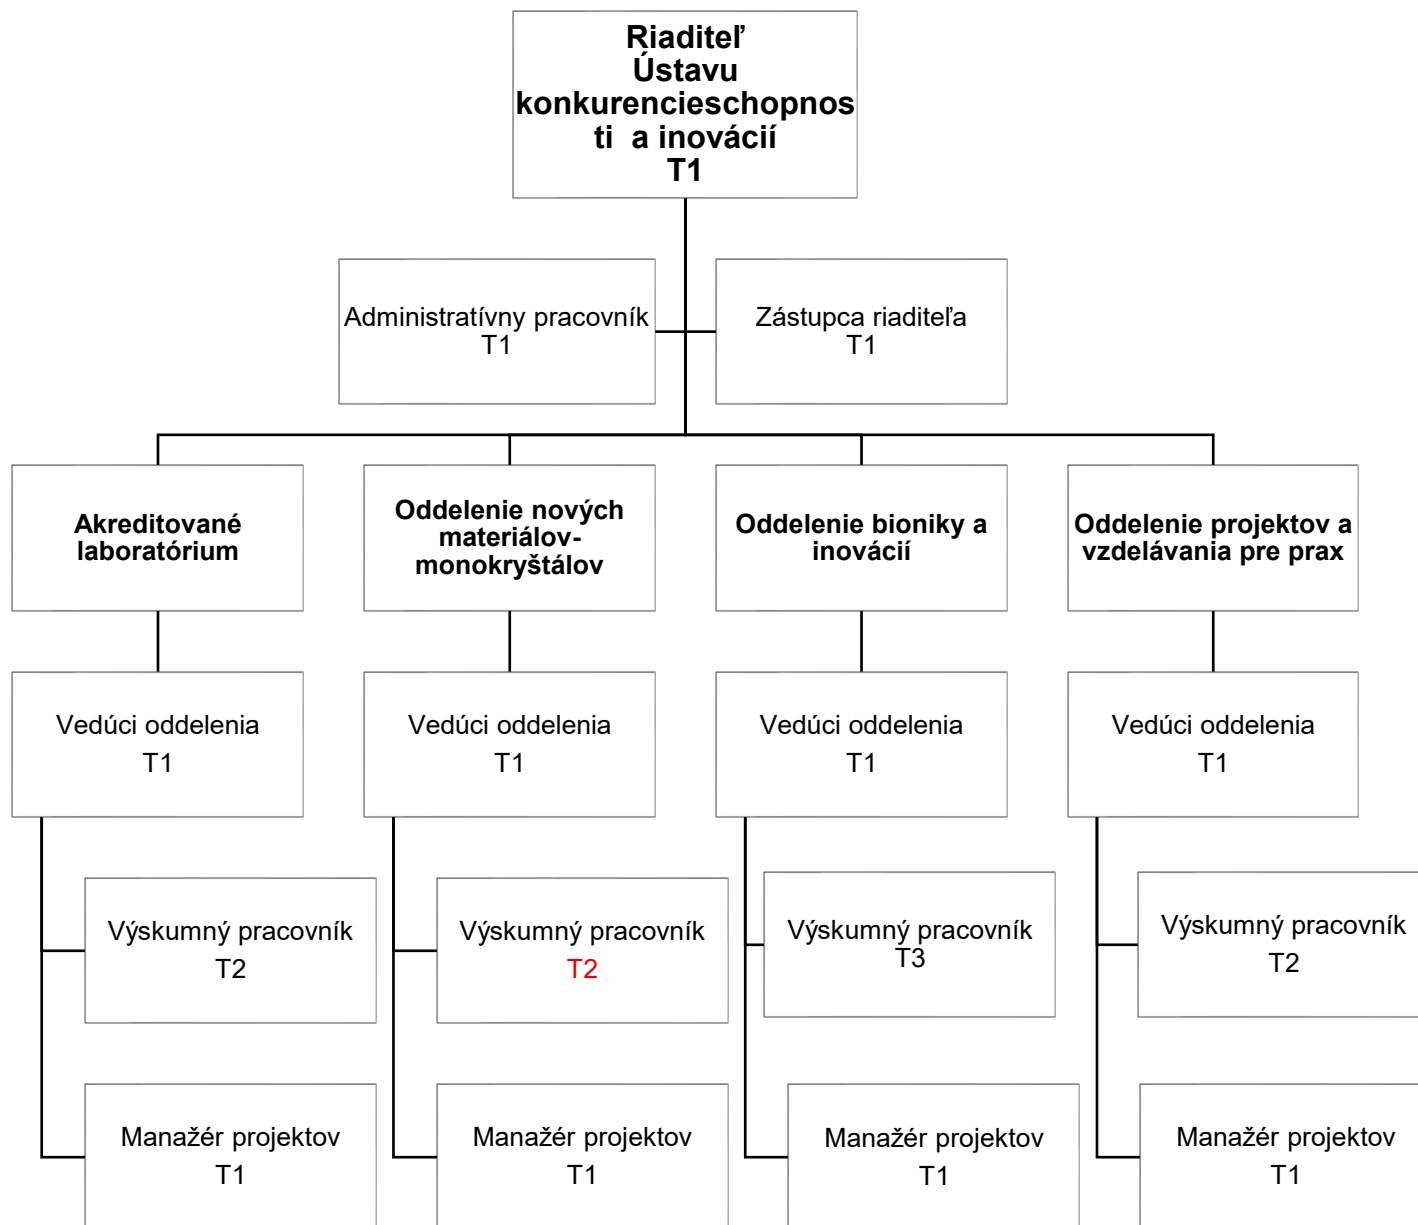 Riaditeľ
Ústavu
konkurencieschopnos
ti a inovácií
T1
Administratívny pracovník
T1
Zástupca riaditeľa
T1
Akreditované
laboratórium
Oddelenie nových
materiálov-
monokryštálov
Oddelenie bioniky a
inovácií
Oddelenie projektov a
vzdelávania pre prax
Vedúci oddelenia
T1
Vedúci oddelenia
T1
Vedúci oddelenia
T1
Vedúci oddelenia
T1
Výskumný pracovník
T2
Výskumný pracovník
T2
Výskumný pracovník
T3
Výskumný pracovník
T2
Manažér projektov
T1
Manažér projektov
T1
Manažér projektov
T1
Manažér projektov
T1